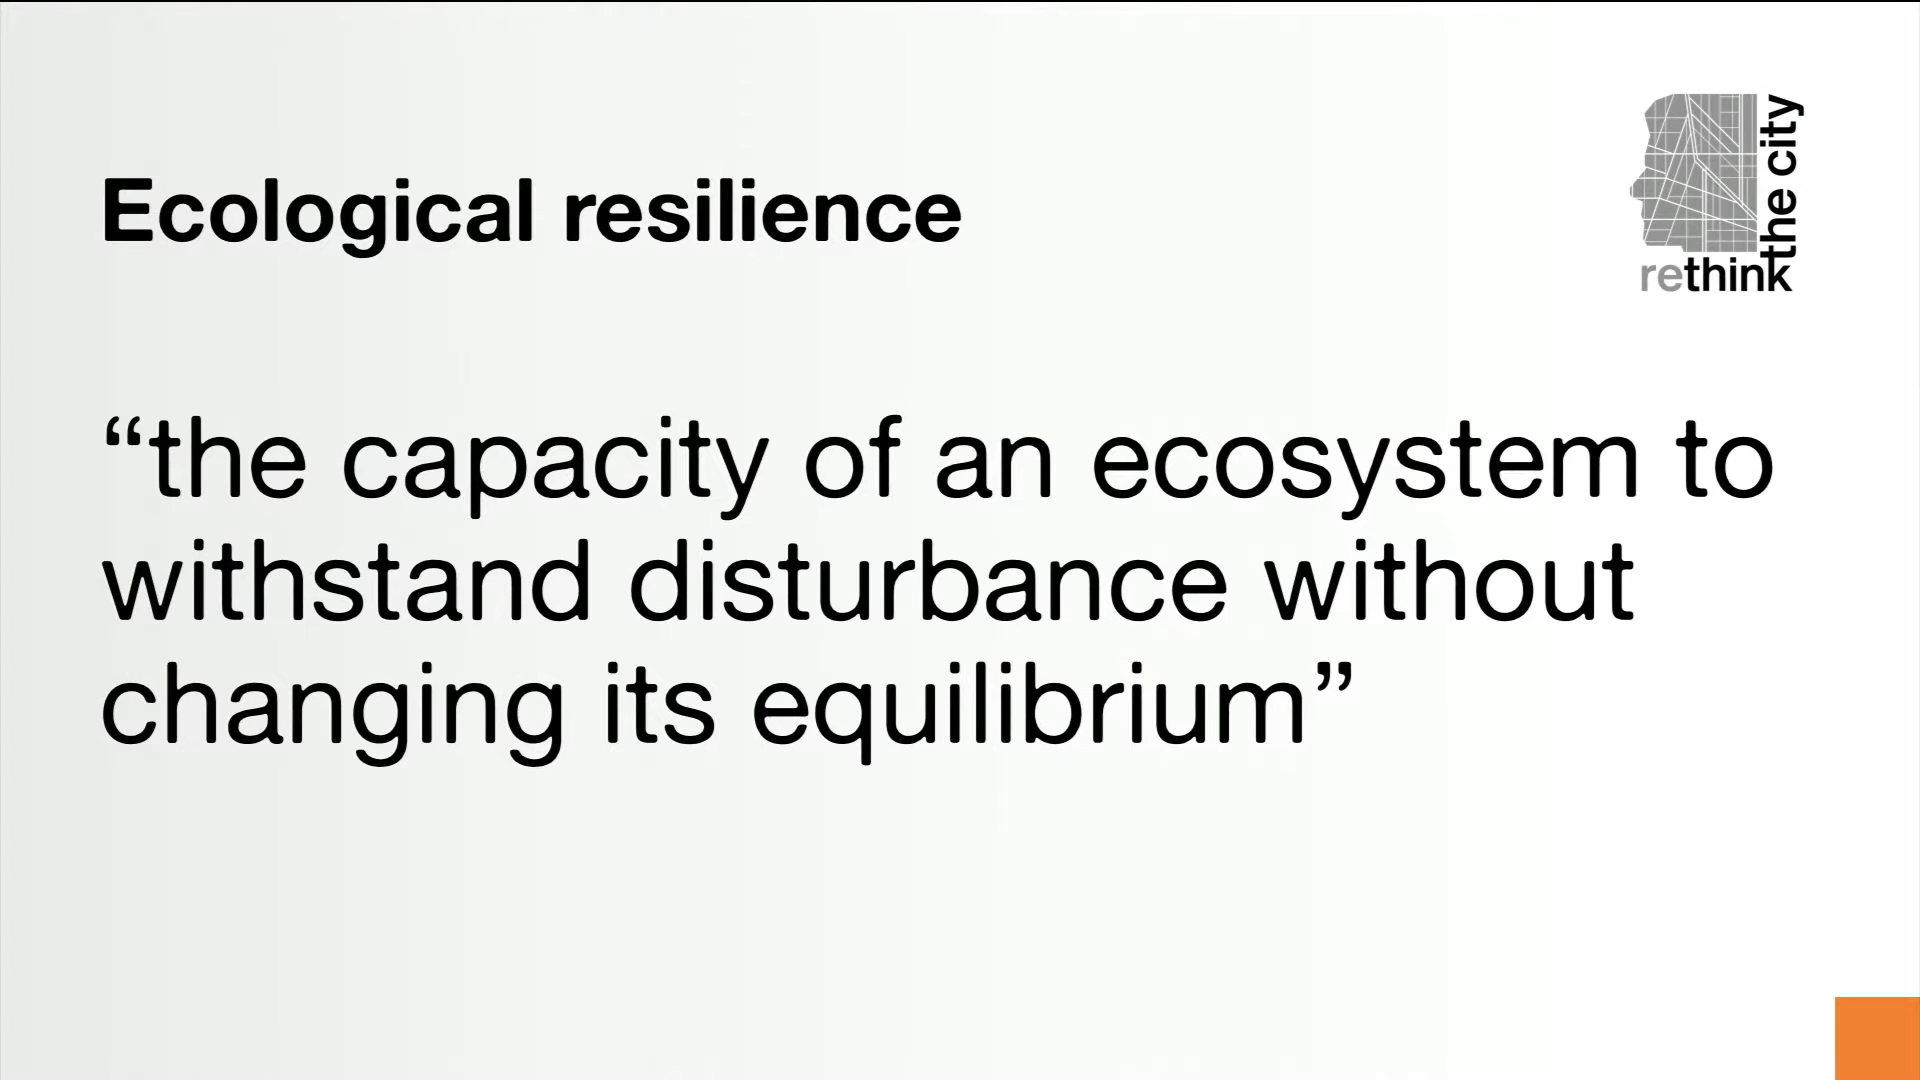 Ecological resilience
rethink
the city
“the capacity of an ecosystem to
withstand disturbance without
changing its equilibrium”